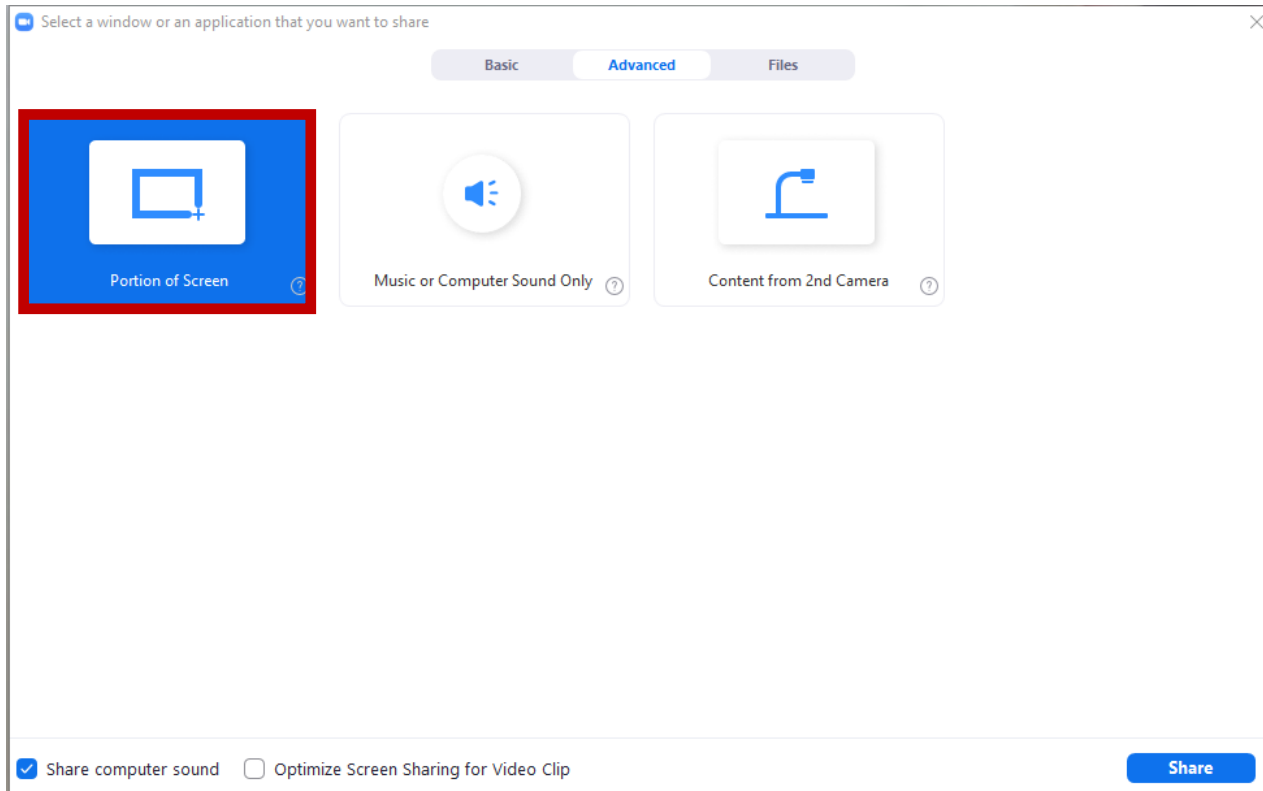 Select a window or an application that you want to share
Basic Advanced Files
Portion of Screen ?
Music or Computer Sound Only ?
Content from 2nd Camera ?
Share computer sound Optimize Screen Sharing for Video Clip Share